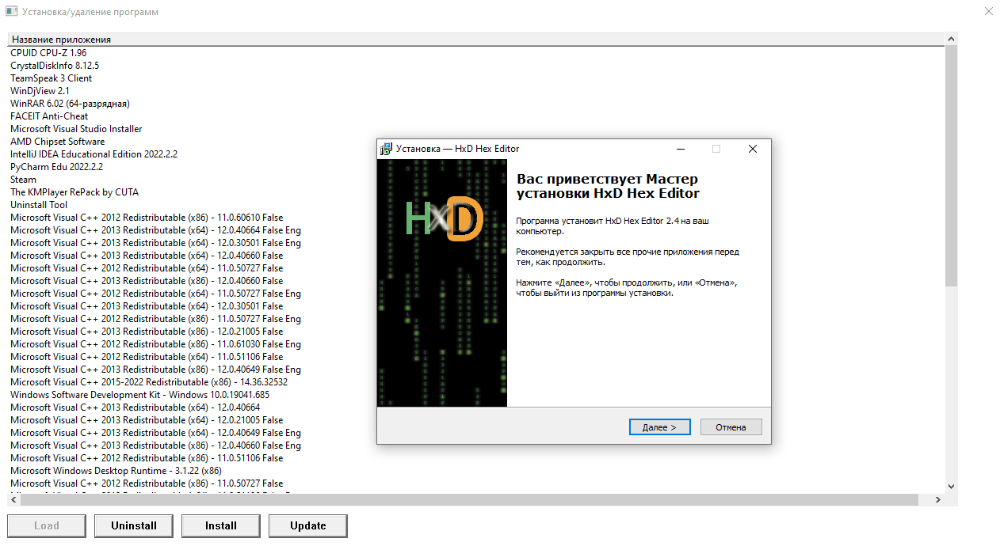 Установка/удаление программ
Название приложения
CPUID CPU-Z 1.96
CrystalDiskInfo 8.12.5
TeamSpeak 3 Client
WinDjView 2.1
WinRAR 6.02 (64-разрядная)
FACEIT Anti-Cheat
Microsoft Visual Studio Installer
AMD Chipset Software
IntelliJ IDEA Educational Edition 2022.2.2
PyCharm Edu 2022.2.2
Steam
The KMPlayer RePack by CUTA
Uninstall Tool
Microsoft Visual C++ 2012 Redistributable (x86) - 11.0.60610 False
Microsoft Visual C++ 2013 Redistributable (x64) - 12.0.40664 False Eng
Microsoft Visual C++ 2013 Redistributable (x64) - 12.0.30501 False Eng
Microsoft Visual C++ 2013 Redistributable (x64) - 12.0.40660 False
Microsoft Visual C++ 2012 Redistributable (x64) - 11.0.50727 False
Microsoft Visual C++ 2013 Redistributable (x86) - 12.0.40660 False
Microsoft Visual C++ 2012 Redistributable (x86) - 11.0.50727 False Eng
Microsoft Visual C++ 2013 Redistributable (x64) - 12.0.30501 False
Microsoft Visual C++ 2012 Redistributable (x86) - 11.0.50727 False Eng
Microsoft Visual C++ 2013 Redistributable (x86) - 12.0.21005 False
Microsoft Visual C++ 2012 Redistributable (x86) - 11.0.61030 False Eng
Microsoft Visual C++ 2012 Redistributable (x64) - 11.0.51106 False
Microsoft Visual C++ 2013 Redistributable (x86) - 12.0.40649 False Eng
Microsoft Visual C++ 2015-2022 Redistributable (x86) - 14.36.32532
Windows Software Development Kit - Windows 10.0.19041.685
Microsoft Visual C++ 2013 Redistributable (x64) - 12.0.40664
Microsoft Visual C++ 2013 Redistributable (x64) - 12.0.21005 False
Microsoft Visual C++ 2013 Redistributable (x64) - 12.0.40649 False Eng
Microsoft Visual C++ 2013 Redistributable (x86) - 12.0.40660 False Eng
Microsoft Visual C++ 2012 Redistributable (x86) - 11.0.51106 False
Microsoft Windows Desktop Runtime - 3.1.22 (x86)
Microsoft Visual C++ 2012 Redistributable (x86) - 11.0.50727 False
Load
Uninstall
Install
Update
Установка — HxD Hex Editor
HxD
Вас приветствует Мастер
установки HxD Hex Editor
Программа установит HxD Hex Editor 2.4 на ваш
компьютер.
Рекомендуется закрыть все прочие приложения перед
тем, как продолжить.
Нажмите «Далее», чтобы продолжить, или «Отмена»,
чтобы выйти из программы установки.
Далее >
Отмена